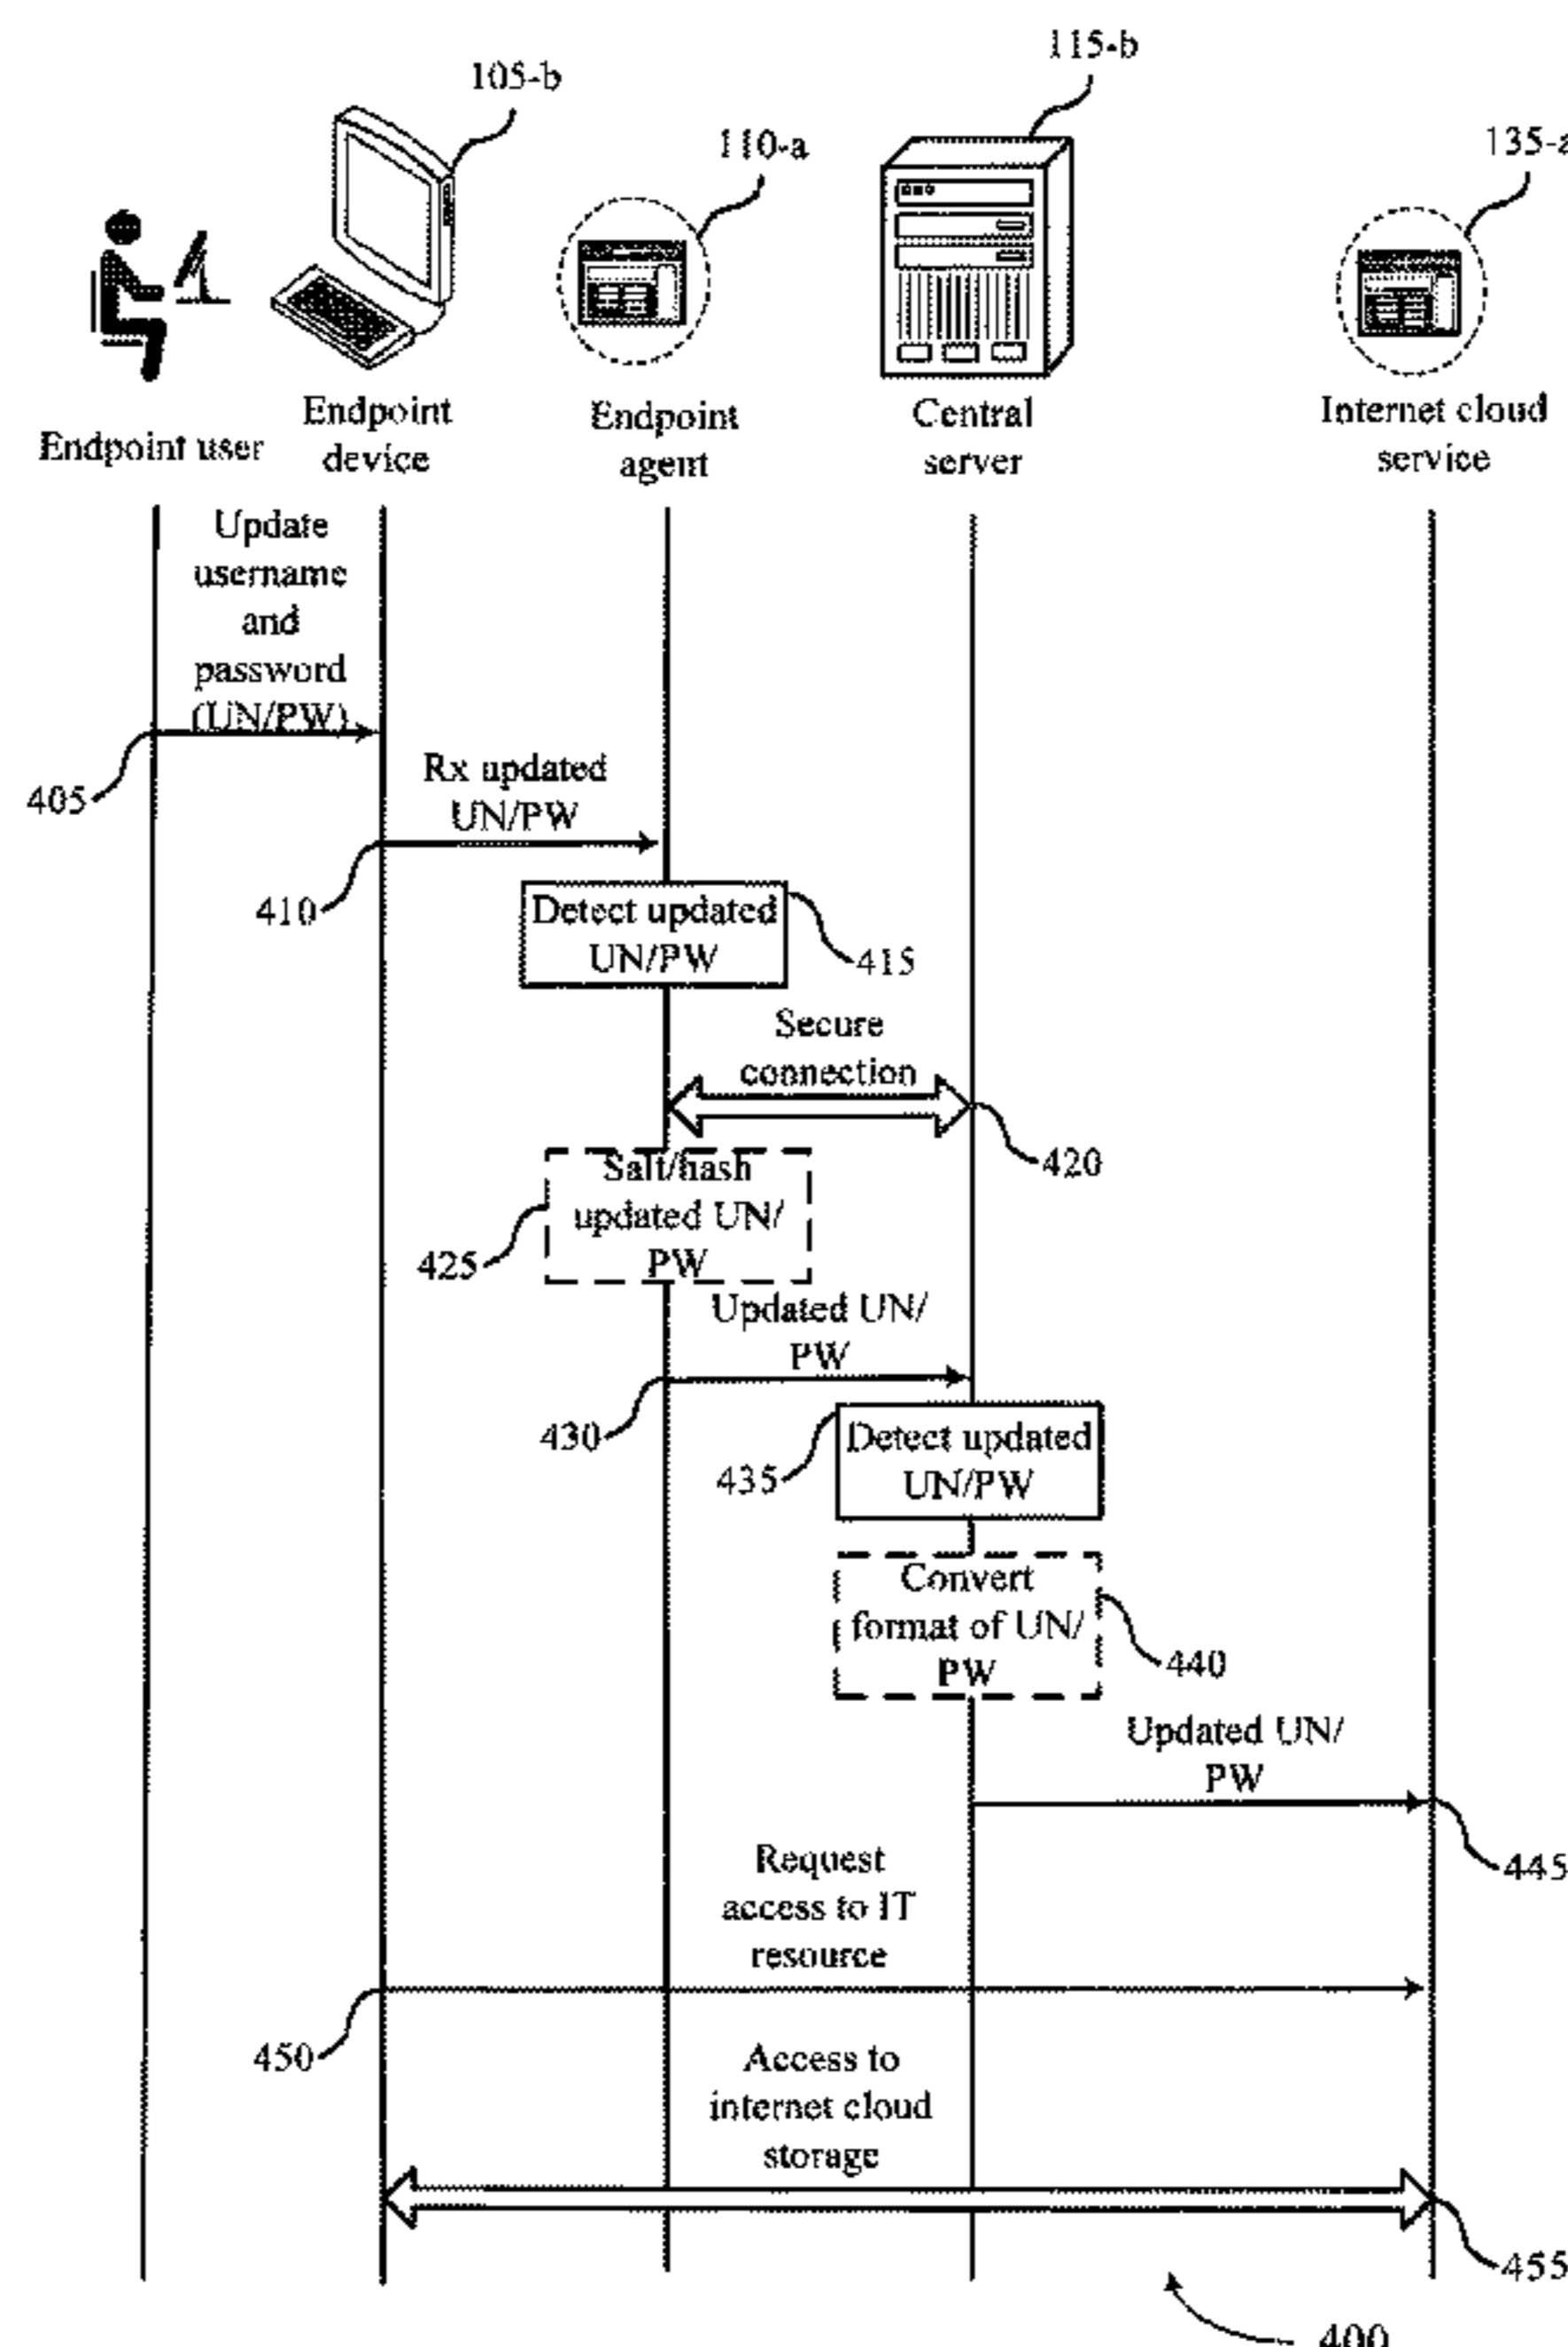 115-b
105-b
110-a
135-a
Endpoint user
Endpoint
device
Endpoint
agent
Central
server
Internet cloud
service
Update
username
and
password
(UN/PW)
405
Rx updated
UN/PW
410
Detect updated
UN/PW
415
Secure
connection
420
Salt/hash
updated UN/
PW
425
Updated UN/
PW
430
Detect updated
UN/PW
435
Convert
format of UN/
PW
440
Updated UN/
PW
445
Request
access to IT
resource
450
Access to
internet cloud
storage
455
400